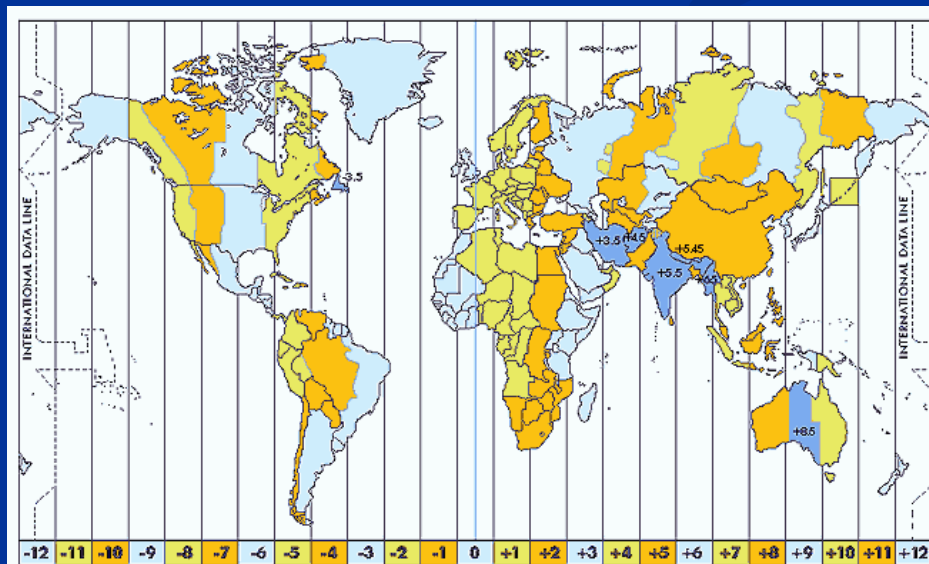 -3.5
+3.5
+4.5
+5.45
+5.5
+8.5
INTERNATIONAL DATA LINE
INTERNATIONAL DATA LINE
-12 -11 -10 -9 -8 -7 -6 -5 -4 -3 -2 -1 0 +1 +2 +3 +4 +5 +6 +7 +8 +9 +10 +11 +12